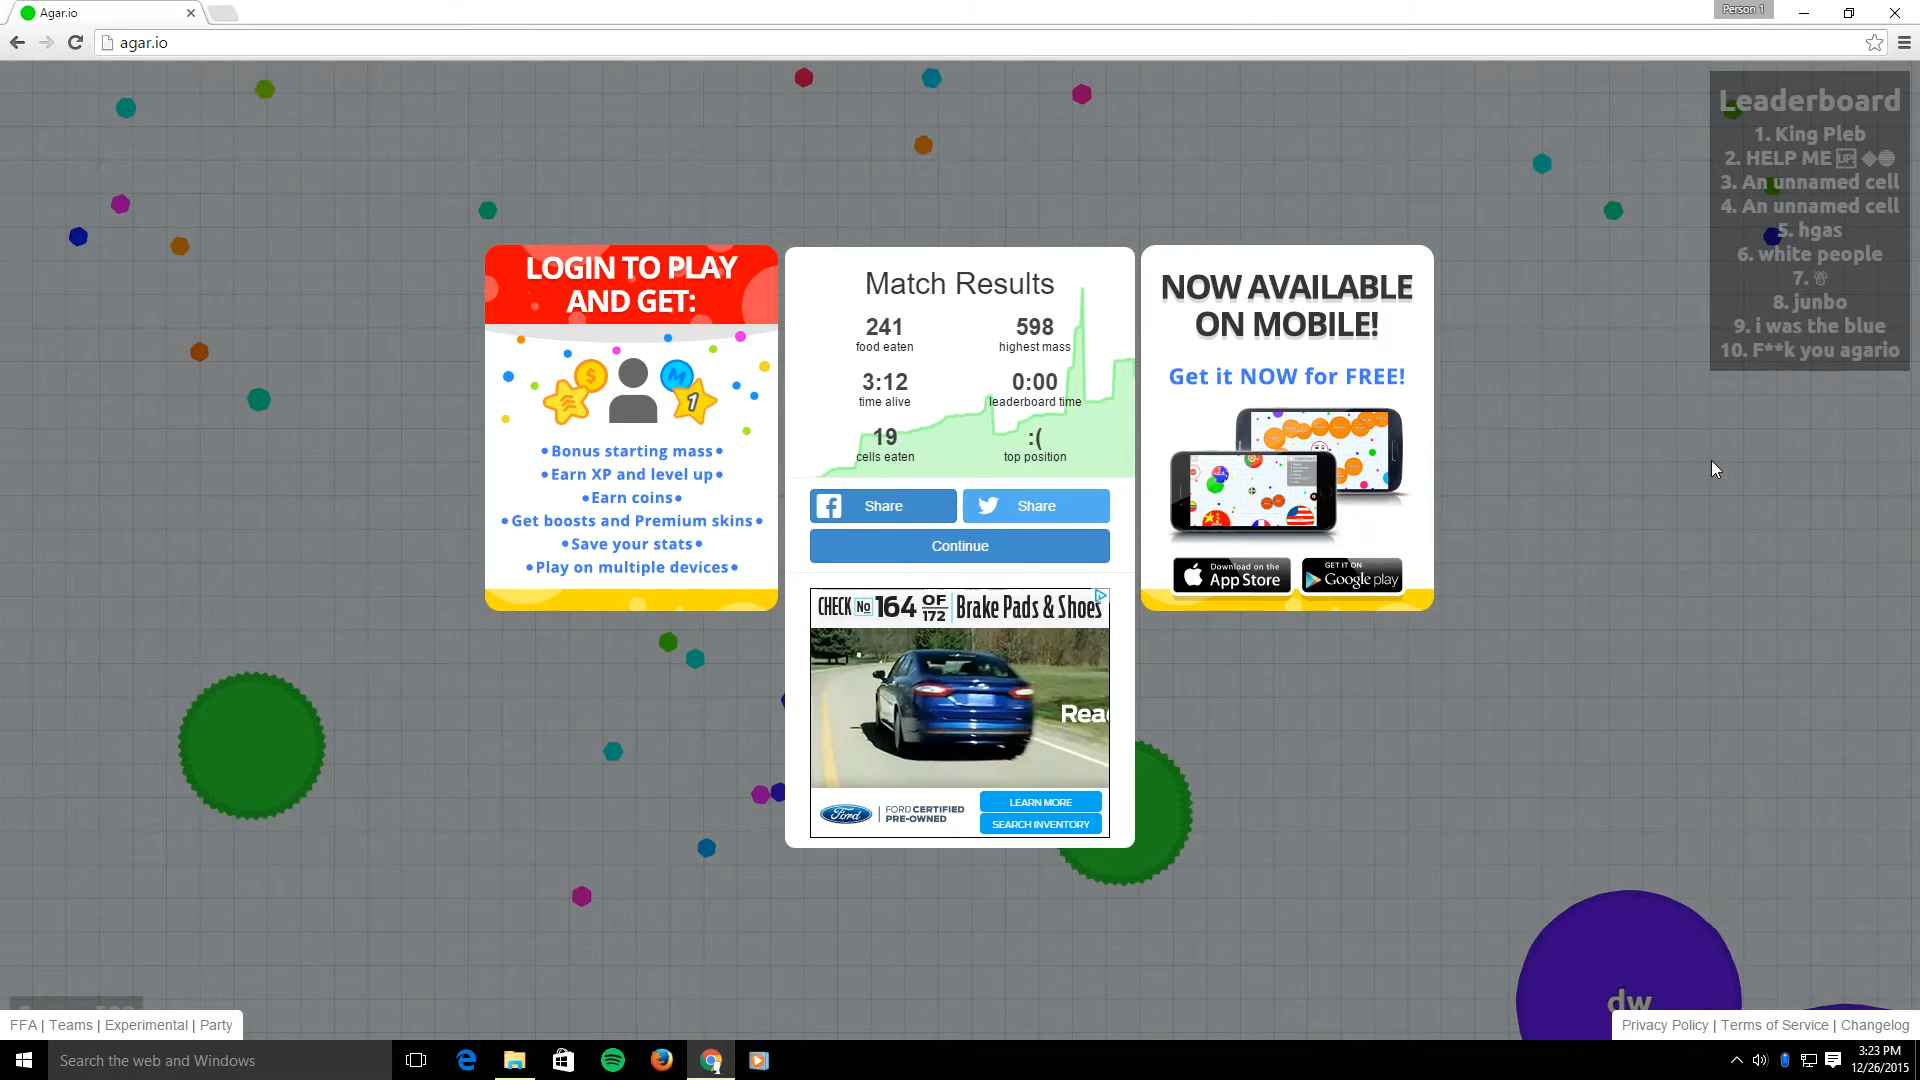 Agar.io
Person 1
agar.io
Leaderboard
1. King Pleb
2. HELP ME UP!
3. An unnamed cell
4. An unnamed cell
5. hgas
6. white people
7.
8. junbo
9. i was the blue
10. F**k you agario
LOGIN TO PLAY
AND GET:
$
M
1
•Bonus starting mass•
•Earn XP and level up•
•Earn coins•
•Get boosts and Premium skins•
•Save your stats•
•Play on multiple devices•
Match Results
241 598
food eaten highest mass
3:12 0:00
time alive leaderboard time
19 :(
cells eaten top position
Share Share
Continue
CHECK No 164 OF 172 Brake Pads & Shoes
Rea
Ford FORD CERTIFIED PRE-OWNED
LEARN MORE
SEARCH INVENTORY
NOW AVAILABLE
ON MOBILE!
Get it NOW for FREE!
Download on the App Store
GET IT ON Google play
dw
FFA | Teams | Experimental | Party
Privacy Policy | Terms of Service | Changelog
Search the web and Windows
3:23 PM
12/26/2015